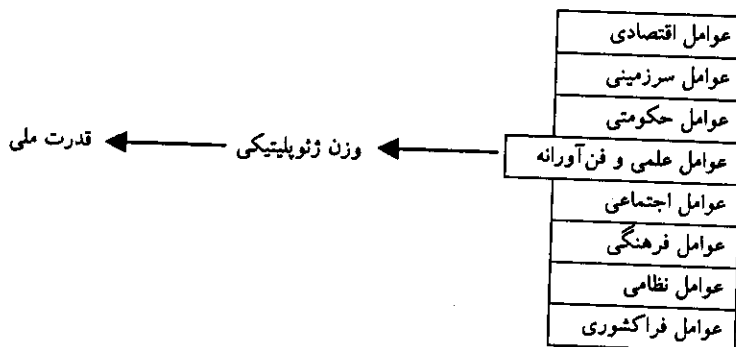 عوامل اقتصادی
عوامل سرزمینی
عوامل حکومتی
عوامل علمی و فن‌آورانه
عوامل اجتماعی
عوامل فرهنگی
عوامل نظامی
عوامل فراکشوری
وزن ژئوپلیتیکی
قدرت ملی